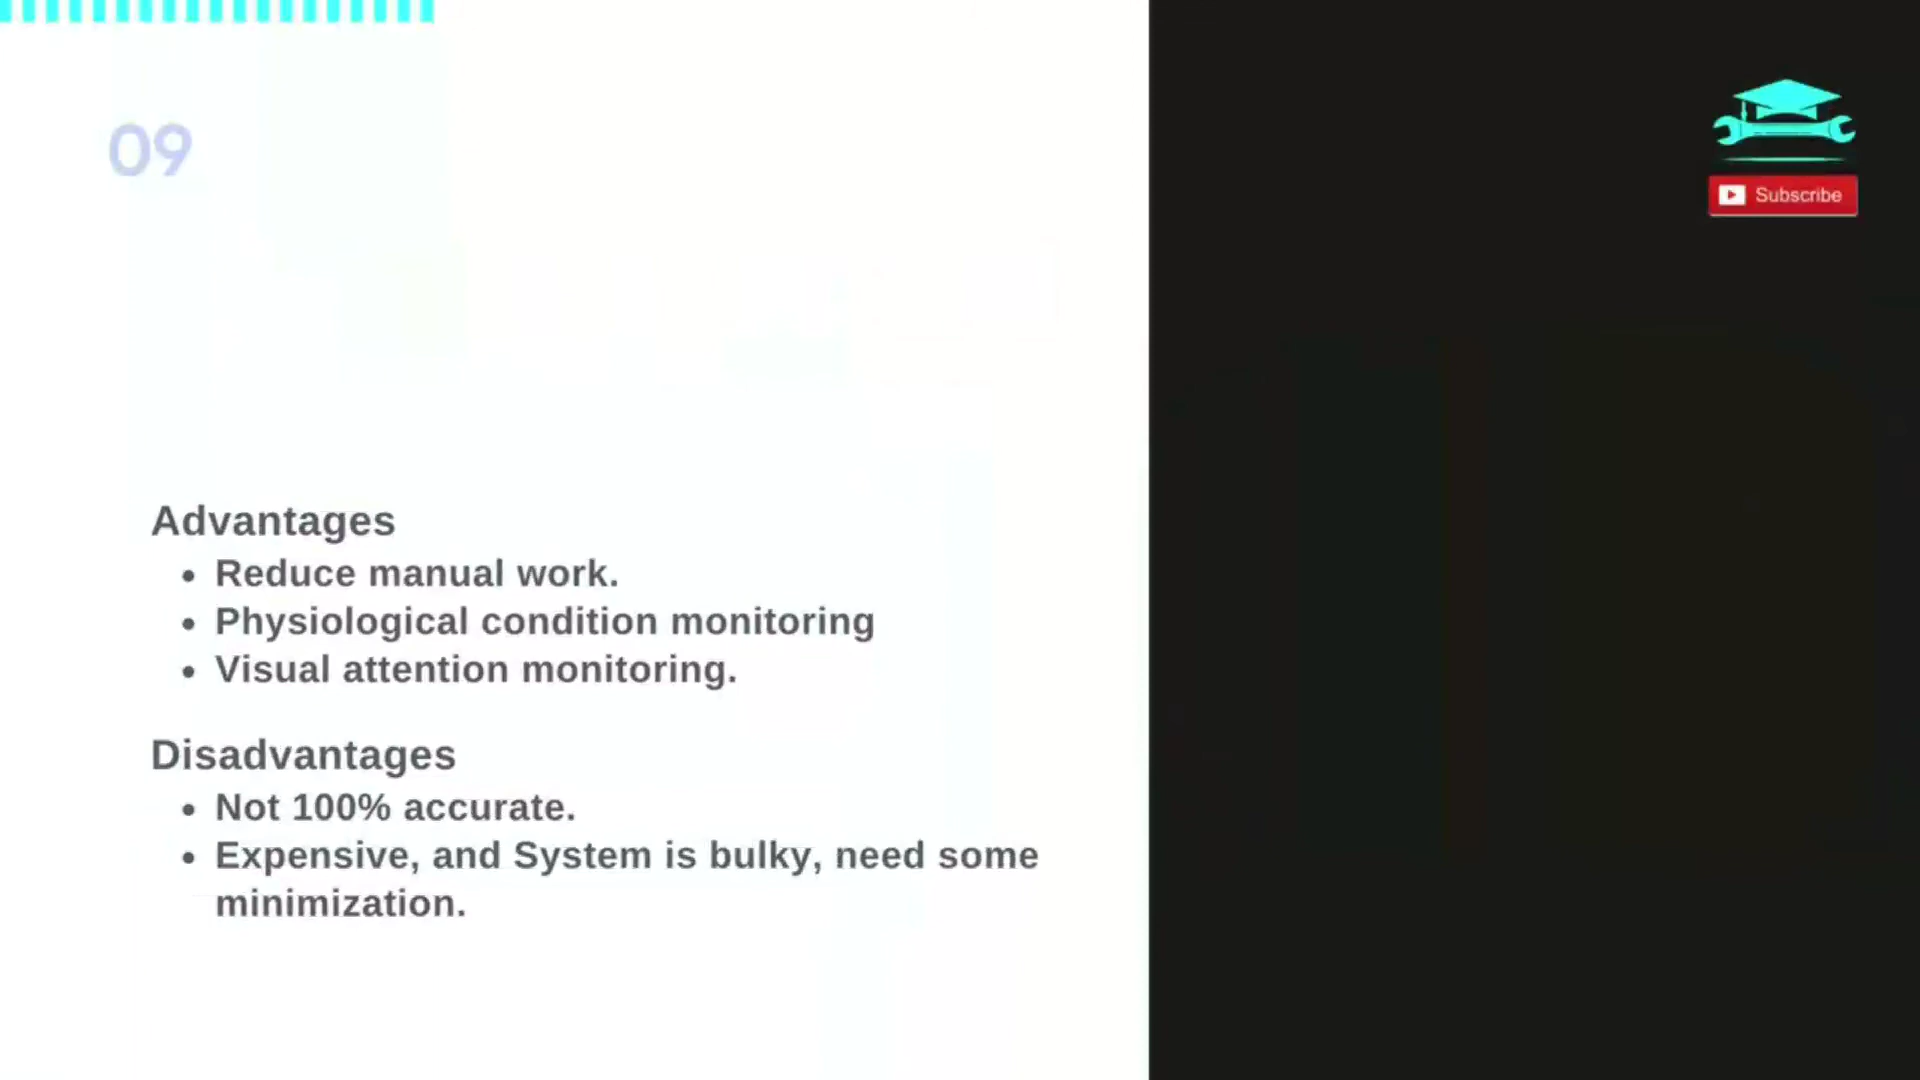 09
Subscribe
Advantages
• Reduce manual work.
• Physiological condition monitoring
• Visual attention monitoring.
Disadvantages
• Not 100% accurate.
• Expensive, and System is bulky, need some
minimization.